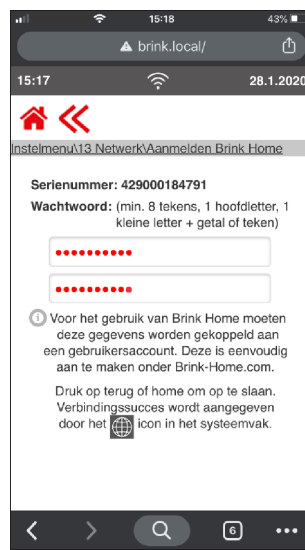 15:18
43%
brink.local/
15:17
28.1.2020
Instelmenu\13 Netwerk\Aanmelden Brink Home
Serienummer: 429000184791
Wachtwoord: (min. 8 tekens, 1 hoofdletter, 1
kleine letter + getal of teken)
Voor het gebruik van Brink Home moeten
deze gegevens worden gekoppeld aan
een gebruikersaccount. Deze is eenvoudig
aan te maken onder Brink-Home.com.
Druk op terug of home om op te slaan.
Verbindingssucces wordt aangegeven
door het icon in het systeemvak.
6